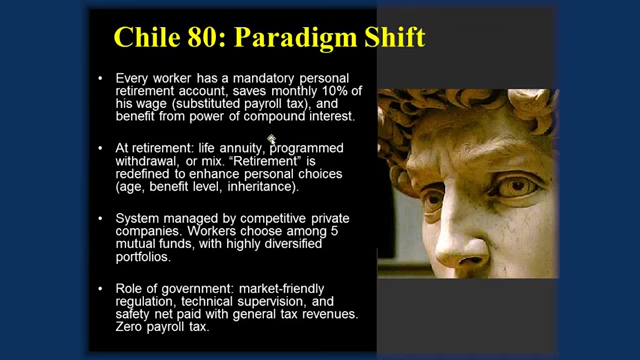 Chile 80: Paradigm Shift
• Every worker has a mandatory personal
retirement account, saves monthly 10% of
his wage (substituted payroll tax), and
benefit from power of compound interest.
• At retirement: life annuity, programmed
withdrawal, or mix. “Retirement” is
redefined to enhance personal choices
(age, benefit level, inheritance).
• System managed by competitive private
companies. Workers choose among 5
mutual funds, with highly diversified
portfolios.
• Role of government: market-friendly
regulation, technical supervision, and
safety net paid with general tax revenues.
Zero payroll tax.